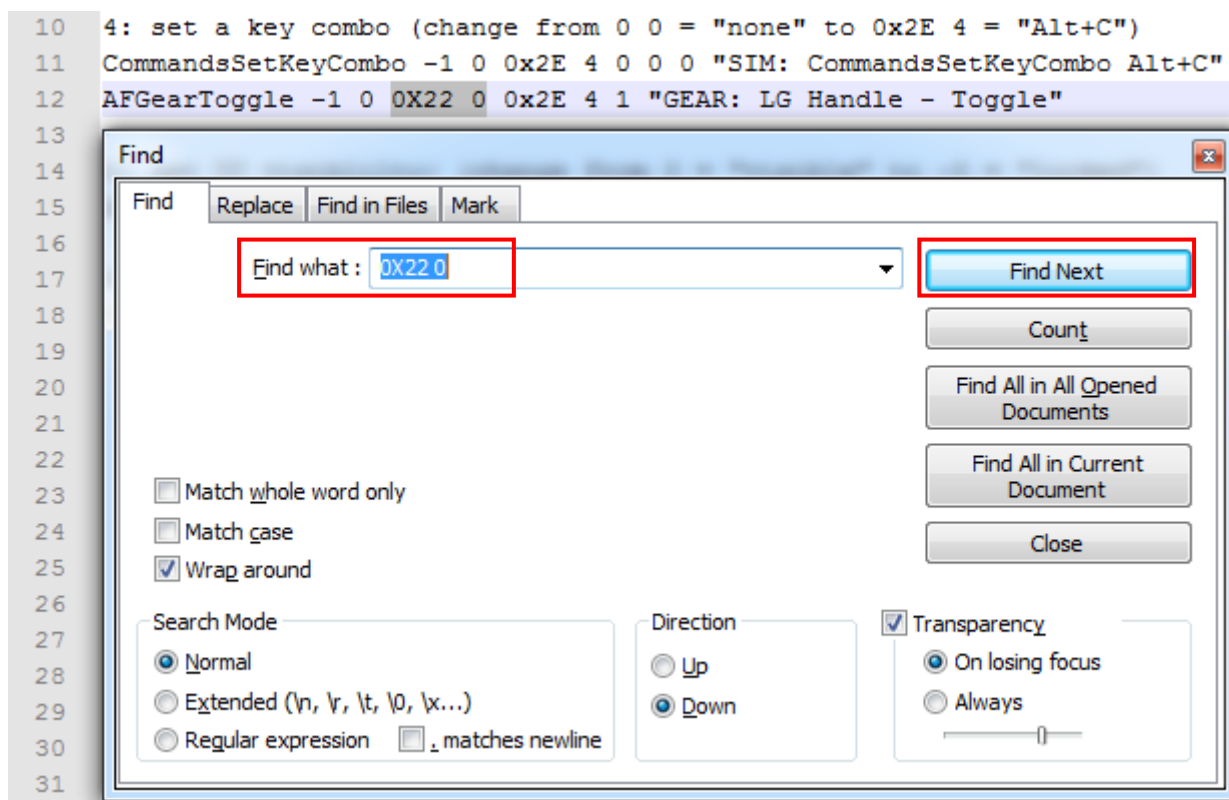 10 4: set a key combo (change from 0 0 = "none" to 0x2E 4 = "Alt+C")
11 CommandsSetKeyCombo -1 0 0x2E 4 0 0 0 "SIM: CommandsSetKeyCombo Alt+C"
12 AFGearToggle -1 0 0X22 0 0x2E 4 1 "GEAR: LG Handle - Toggle"
13
14
15
16
17
18
19
20
21
22
23
24
25
26
27
28
29
30
31
Find
Find Replace Find in Files Mark
Find what : 0X22 0
Find Next
Count
Find All in All Opened
Documents
Find All in Current
Document
Close
Match whole word only
Match case
Wrap around
Search Mode
Normal
Extended (\n, \r, \t, \0, \x...)
Regular expression . matches newline
Direction
Up
Down
Transparency
On losing focus
Always